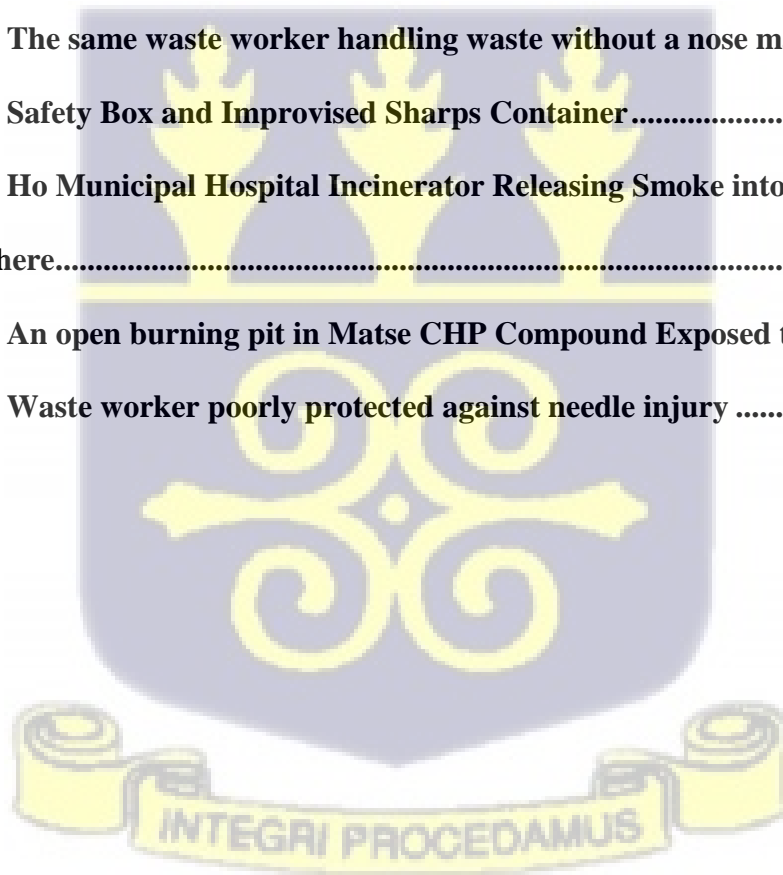 The same waste worker handling waste without a nose m
Safety Box and Improvised Sharps Container....................
Ho Municipal Hospital Incinerator Releasing Smoke into
here....................................................................................
An open burning pit in Matse CHP Compound Exposed t
Waste worker poorly protected against needle injury .......
INTEGRI PROCEDAMUS